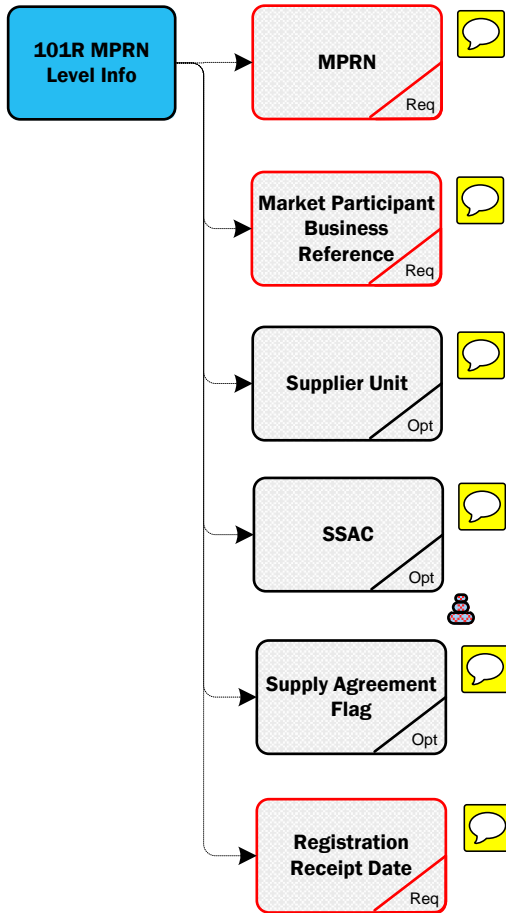 101R MPRN
Level Info
MPRN
Req
Market Participant
Business
Reference
Req
Supplier Unit
Opt
SSAC
Opt
Supply Agreement
Flag
Opt
Registration
Receipt Date
Req